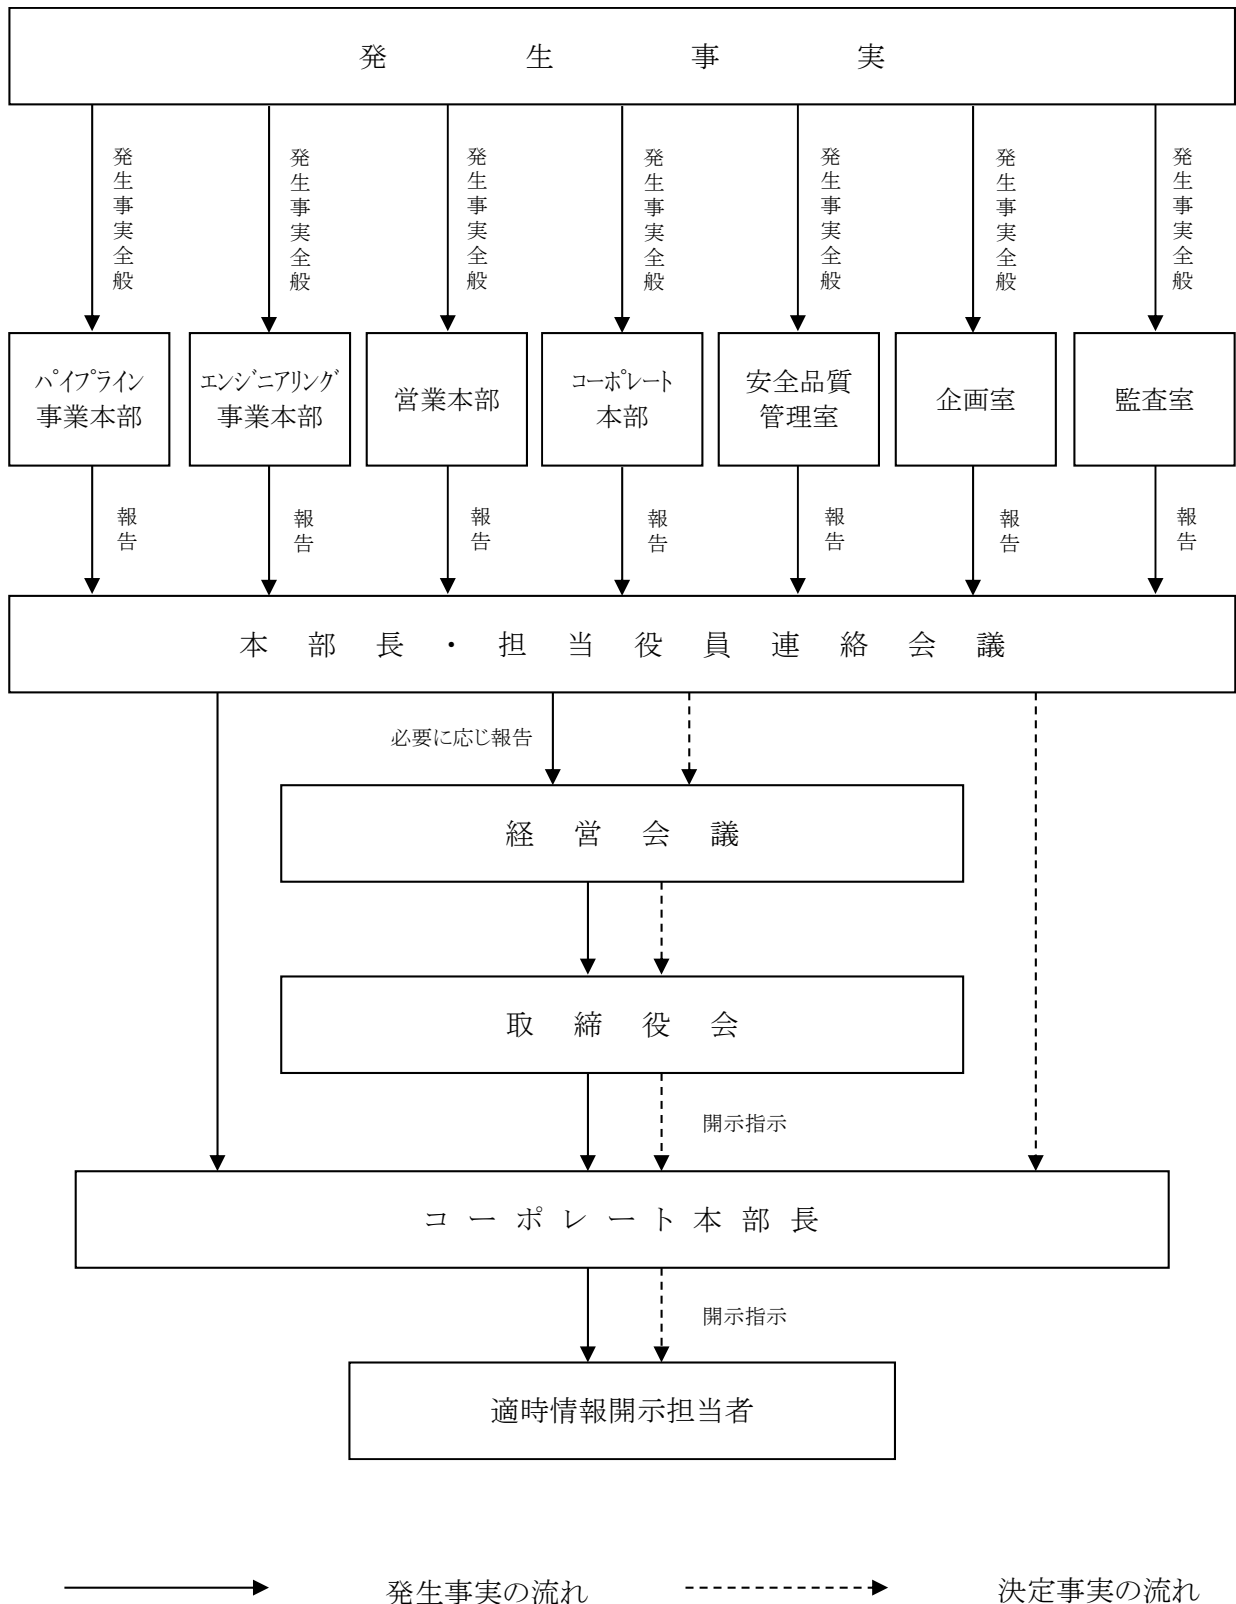 発生事実
発生事実全般
発生事実全般
発生事実全般
発生事実全般
発生事実全般
発生事実全般
発生事実全般
ﾊﾟｲﾌﾟﾗｲﾝ
事業本部
ｴﾝｼﾞﾆｱﾘﾝｸﾞ
事業本部
営業本部
ｺｰﾎﾟﾚｰﾄ
本部
安全品質
管理室
企画室
監査室
報告
報告
報告
報告
報告
報告
報告
本部長・担当役員連絡会議
必要に応じ報告
経営会議
取締役会
開示指示
コーポレート本部長
開示指示
適時情報開示担当者
発生事実の流れ
決定事実の流れ